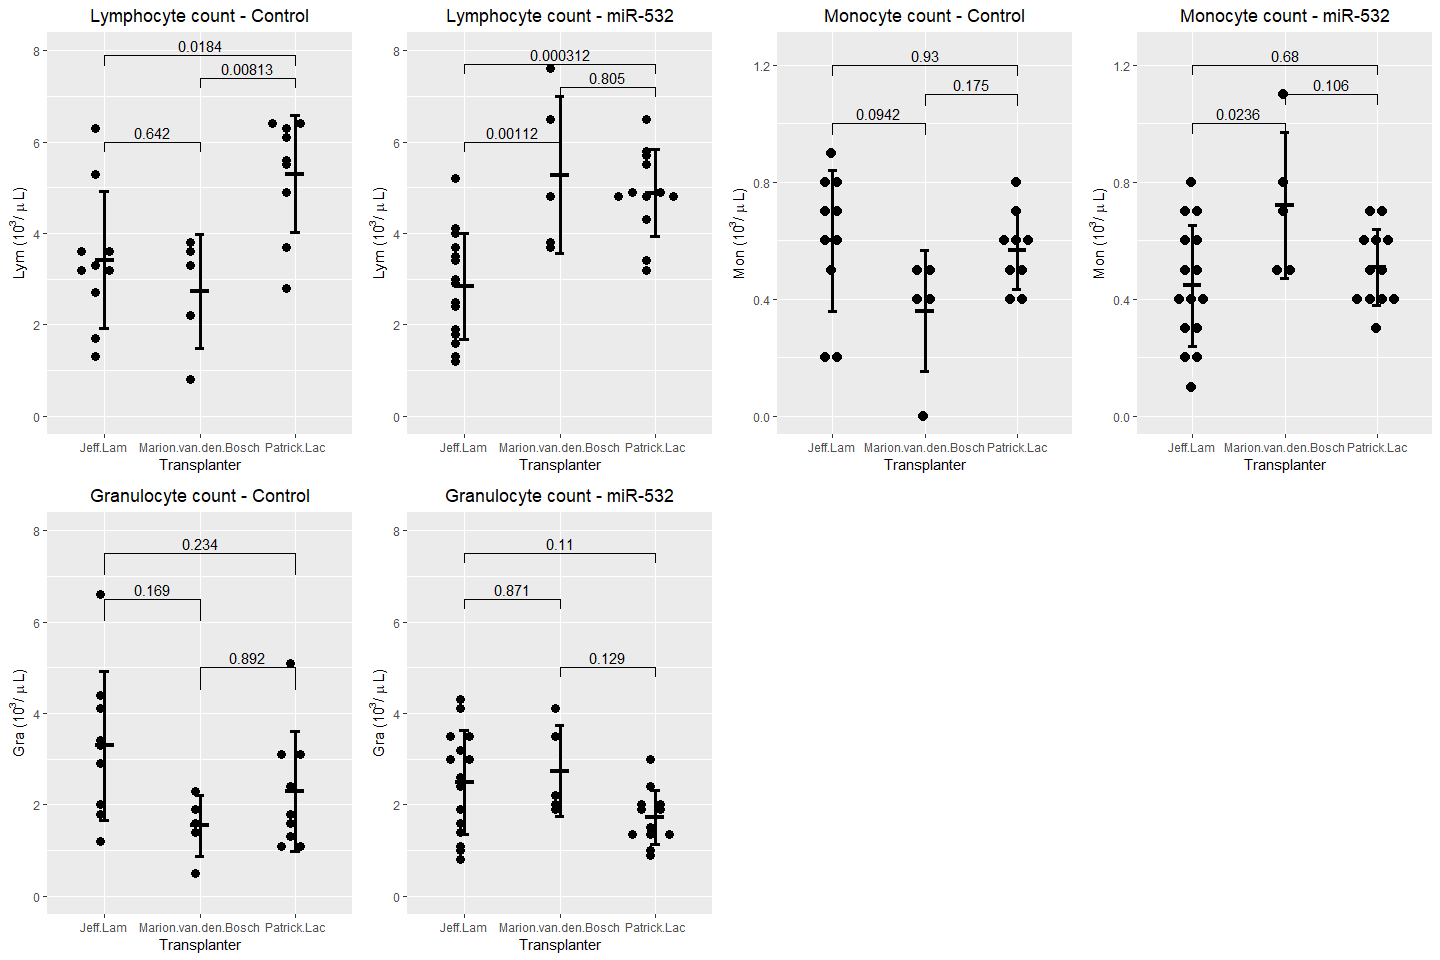 Lymphocyte count - Control
8
6
4
2
0
Lym (10³/ μ L)
0.0184
0.00813
0.642
Jeff.Lam Marion.van.den.Bosch Patrick.Lac
Transplanter
Lymphocyte count - miR-532
8
6
4
2
0
Lym (10³/ μ L)
0.000312
0.805
0.00112
Jeff.Lam Marion.van.den.Bosch Patrick.Lac
Transplanter
Monocyte count - Control
1.2
0.8
0.4
0.0
Mon (10³/ μ L)
0.93
0.175
0.0942
Jeff.Lam Marion.van.den.Bosch Patrick.Lac
Transplanter
Monocyte count - miR-532
1.2
0.8
0.4
0.0
Mon (10³/ μ L)
0.68
0.106
0.0236
Jeff.Lam Marion.van.den.Bosch Patrick.Lac
Transplanter
Granulocyte count - Control
8
6
4
2
0
Gra (10³/ μ L)
0.234
0.169
0.892
Jeff.Lam Marion.van.den.Bosch Patrick.Lac
Transplanter
Granulocyte count - miR-532
8
6
4
2
0
Gra (10³/ μ L)
0.11
0.871
0.129
Jeff.Lam Marion.van.den.Bosch Patrick.Lac
Transplanter